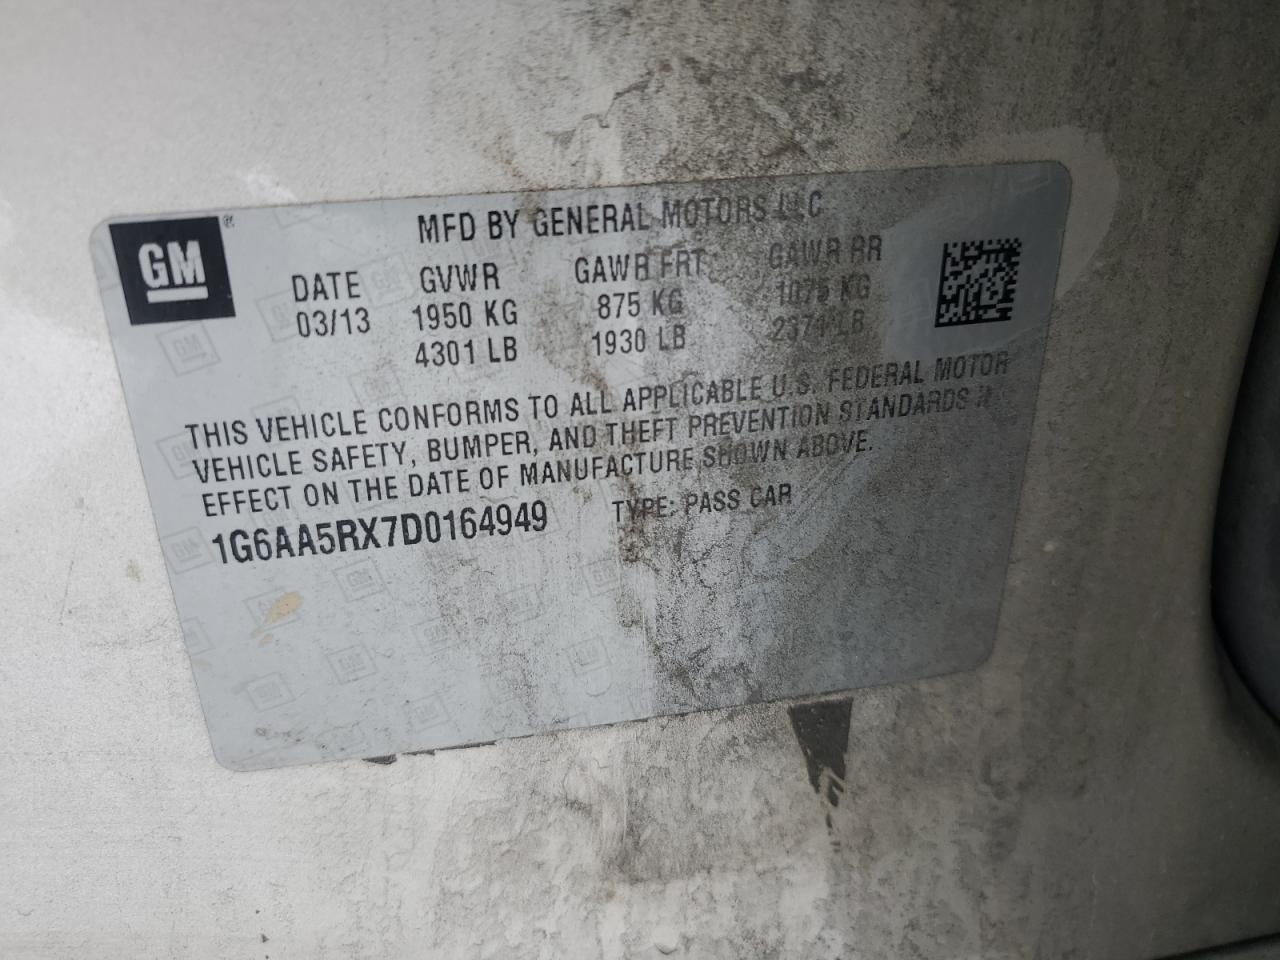 GM ®
MFD BY GENERAL MOTORS LLC
DATE GVWR GAWR FRT GAWR RR
03/13 1950 KG 875 KG 1075 KG
4301 LB 1930 LB 2371 LB
THIS VEHICLE CONFORMS TO ALL APPLICABLE U.S. FEDERAL MOTOR
VEHICLE SAFETY, BUMPER, AND THEFT PREVENTION STANDARDS IN
EFFECT ON THE DATE OF MANUFACTURE SHOWN ABOVE.
1G6AA5RX7D0164949 TYPE: PASS CAR